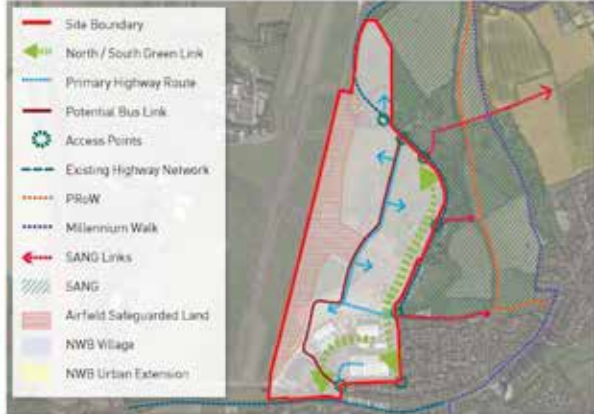 Site Boundary
North / South Green Link
Primary Highway Route
Potential Bus Link
Access Points
Existing Highway Network
PRoW
Millennium Walk
SANG Links
SANG
Airfield Safeguarded Land
NWB Village
NWB Urban Extension